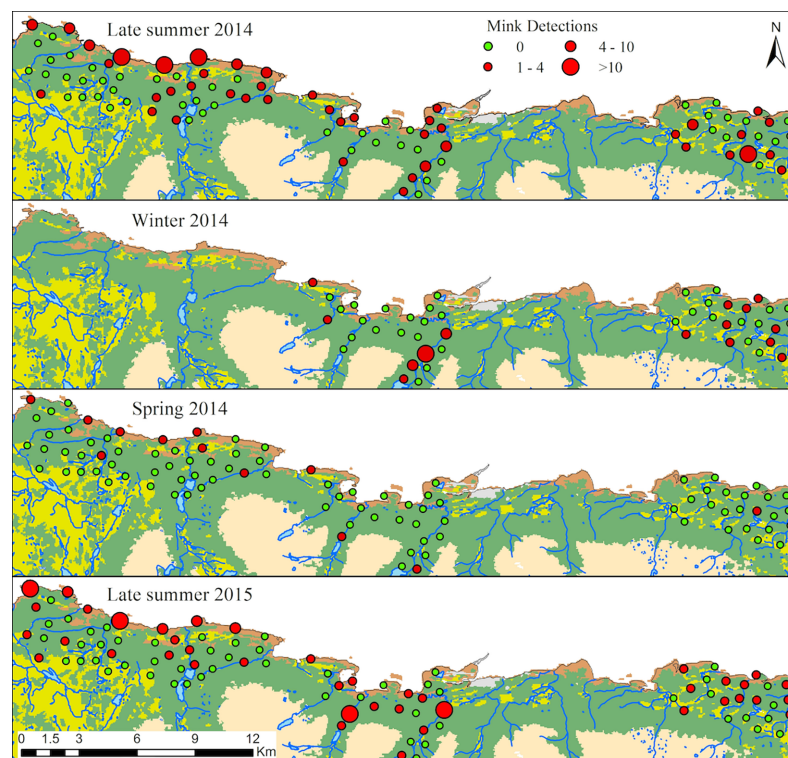 Late summer 2014
Mink Detections
0
4 - 10
1 - 4
>10
N
Winter 2014
Spring 2014
Late summer 2015
0 1.5 3 6 9 12
Km